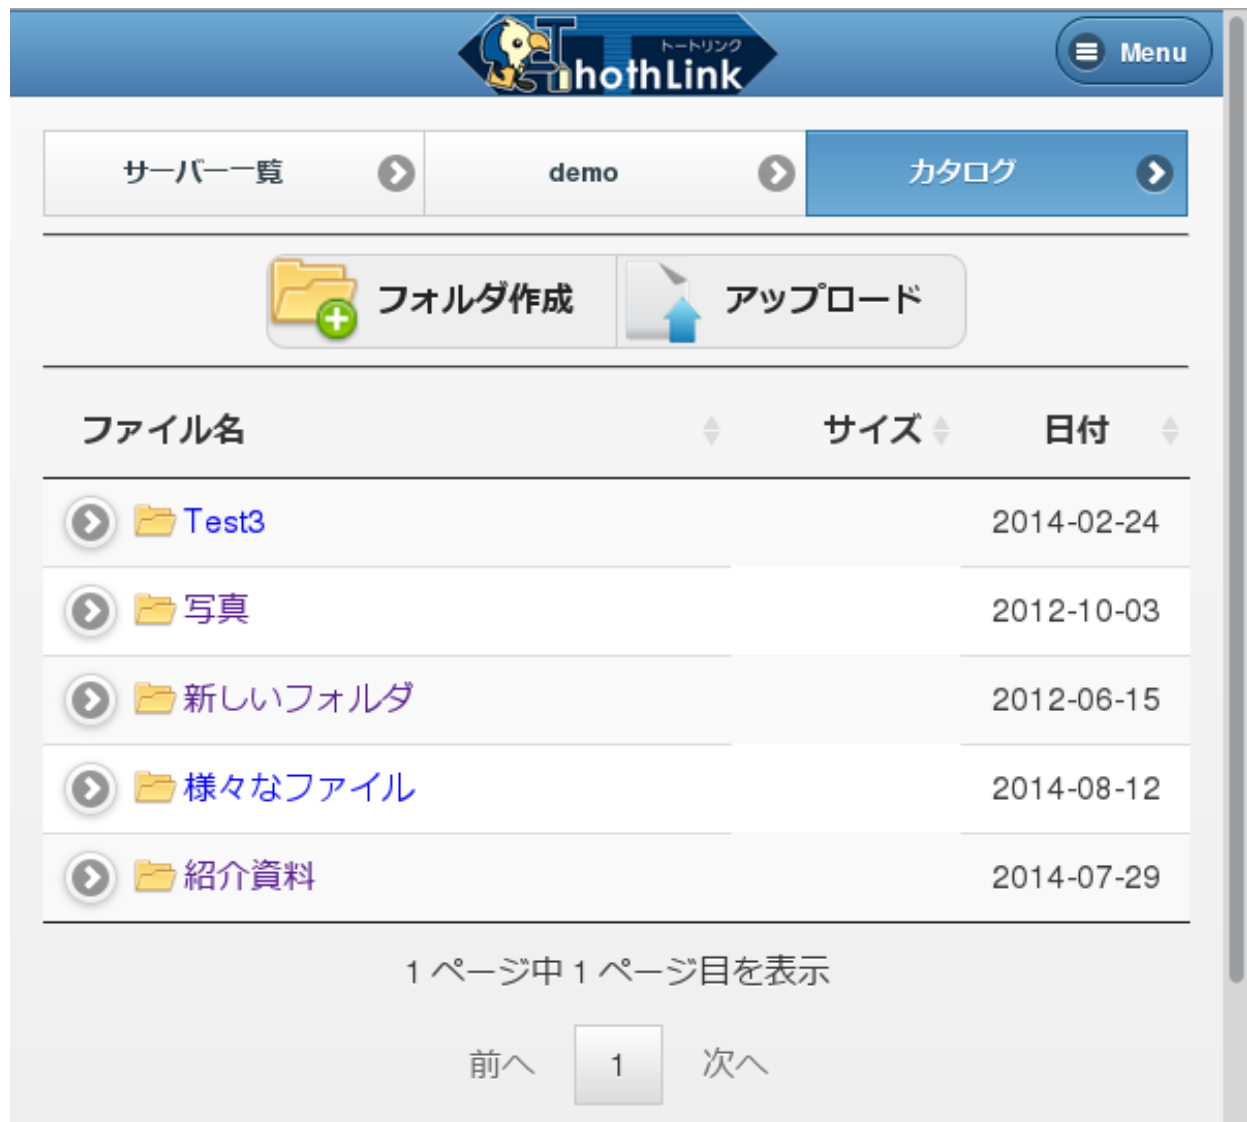 トートリンク
ThothLink
Menu
サーバー一覧 demo カタログ
フォルダ作成 アップロード
ファイル名 サイズ 日付
Test3 2014-02-24
写真 2012-10-03
新しいフォルダ 2012-06-15
様々なファイル 2014-08-12
紹介資料 2014-07-29
1 ページ中 1 ページ目を表示
前へ 1 次へ